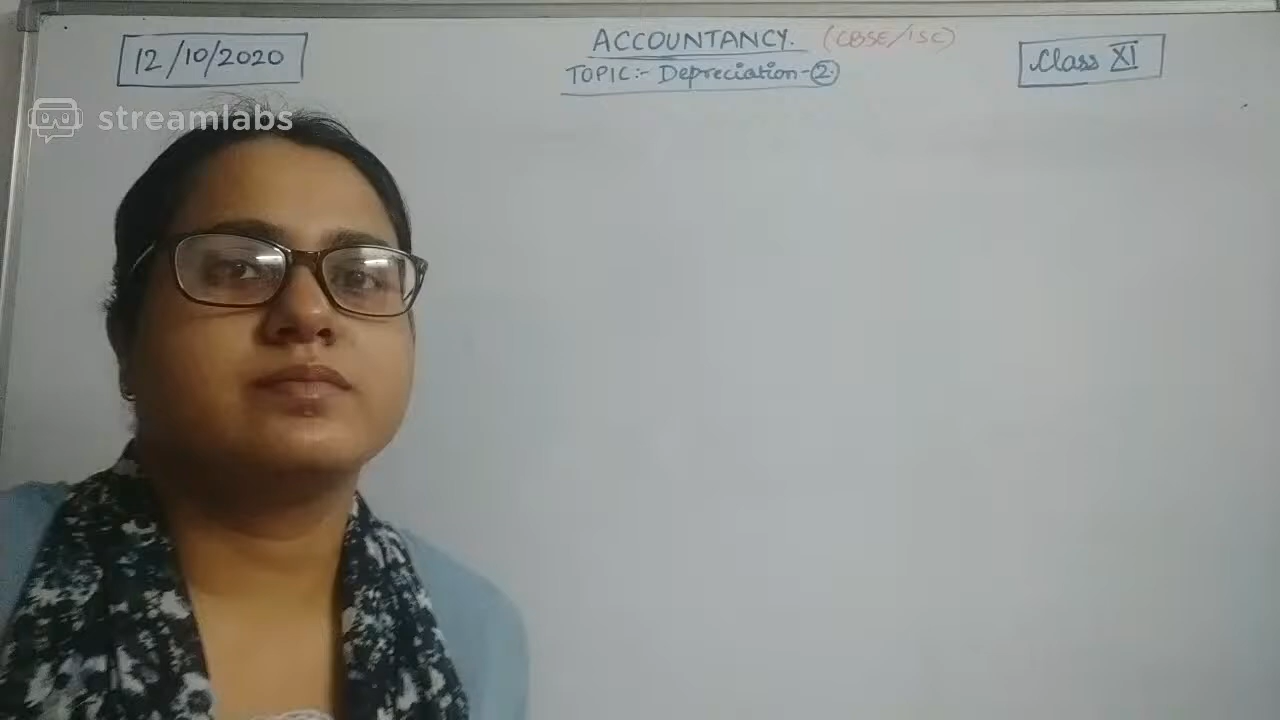 12/10/2020
ACCOUNTANCY. (CBSE/ISC)
TOPIC:- Depreciation-②
Class XI
streamlabs